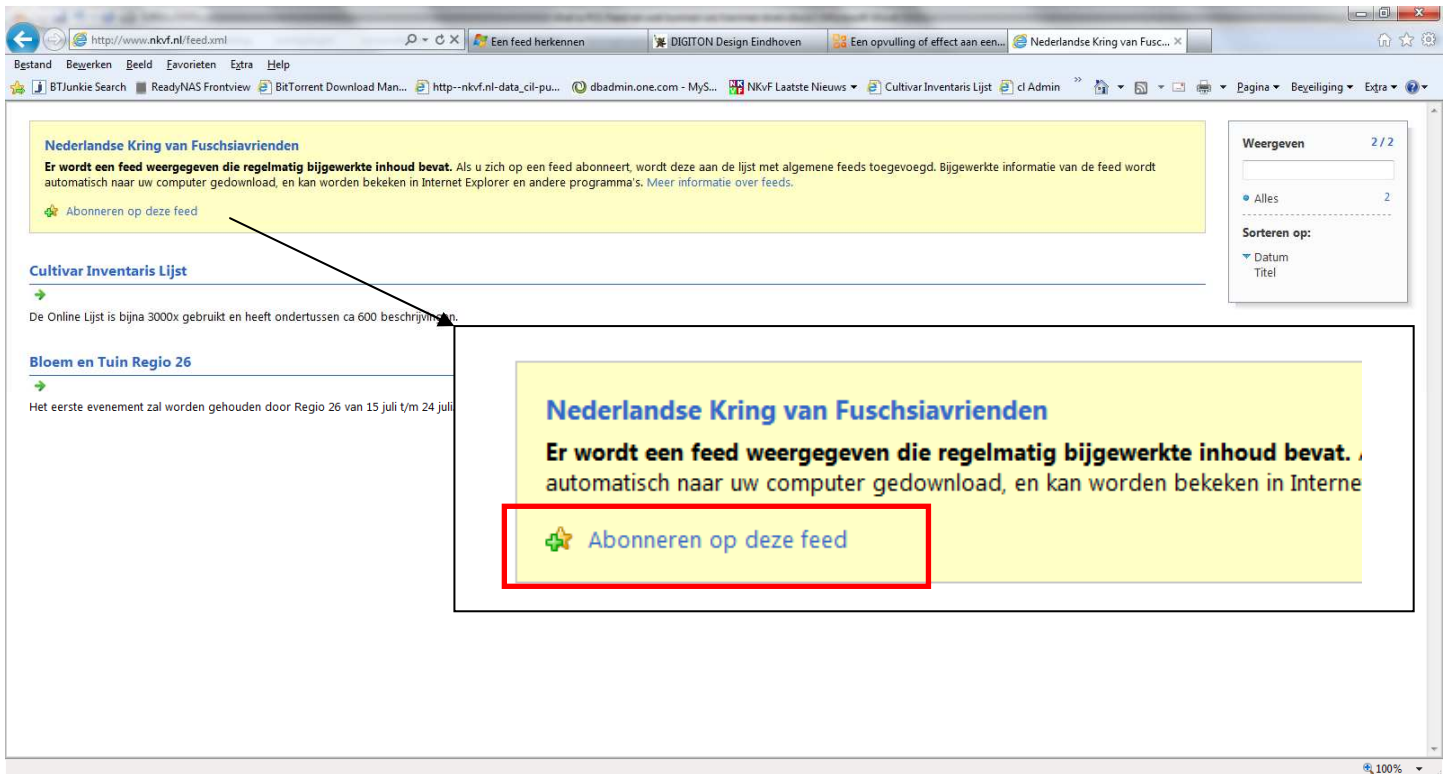 http://www.nkvf.nl/feed.xml
Een feed herkennen
DIGITON Design Eindhoven
Een opvulling of effect aan een...
Nederlandse Kring van Fusc...
Bestand Bewerken Beeld Favorieten Extra Help
BTJunkie Search ReadyNAS Frontview BitTorrent Download Man... http--nkvf.nl-data_cil-pu... dbadmin.one.com - MyS... NKvF Laatste Nieuws Cultivar Inventaris Lijst cl Admin » Pagina Beveiliging Extra
Nederlandse Kring van Fuschsiavrienden
Er wordt een feed weergegeven die regelmatig bijgewerkte inhoud bevat. Als u zich op een feed abonneert, wordt deze aan de lijst met algemene feeds toegevoegd. Bijgewerkte informatie van de feed wordt
automatisch naar uw computer gedownload, en kan worden bekeken in Internet Explorer en andere programma's. Meer informatie over feeds.
Abonneren op deze feed
Weergeven 2 / 2
Alles 2
Sorteren op:
Datum
Titel
Cultivar Inventaris Lijst
De Online Lijst is bijna 3000x gebruikt en heeft ondertussen ca 600 beschrijvingen.
Bloem en Tuin Regio 26
Het eerste evenement zal worden gehouden door Regio 26 van 15 juli t/m 24 juli
Nederlandse Kring van Fuschsiavrienden
Er wordt een feed weergegeven die regelmatig bijgewerkte inhoud bevat.
automatisch naar uw computer gedownload, en kan worden bekeken in Interne
Abonneren op deze feed
100%